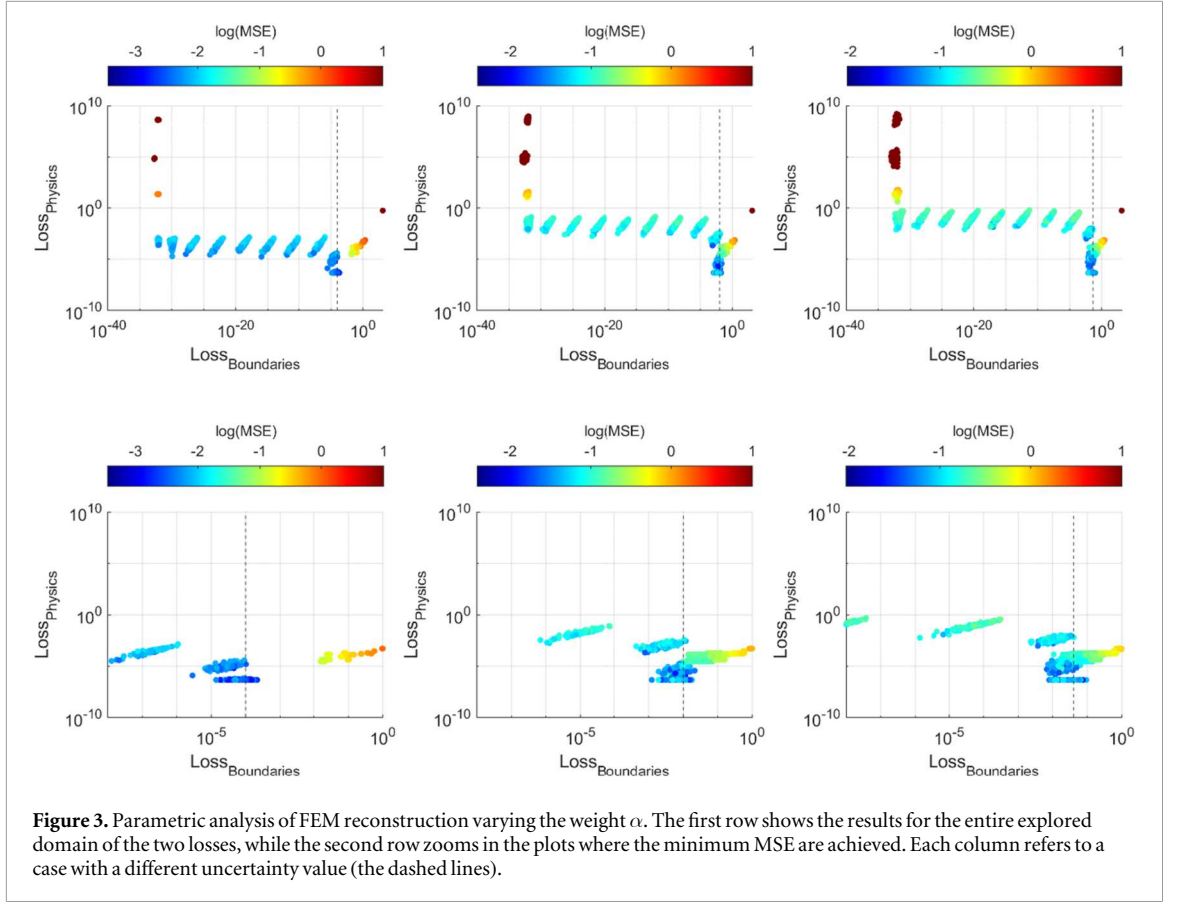 log(MSE) log(MSE) log(MSE)
-3 -2 -1 0 1 -2 -1 0 1 -2 -1 0 1
10^10 10^10 10^10
Loss_Physics Loss_Physics Loss_Physics
10^0 10^0 10^0
10^-10 10^-10 10^-10
10^-40 10^-20 10^0 10^-40 10^-20 10^0 10^-40 10^-20 10^0
Loss_Boundaries Loss_Boundaries Loss_Boundaries
log(MSE) log(MSE) log(MSE)
-3 -2 -1 0 1 -2 -1 0 1 -2 -1 0 1
10^10 10^10 10^10
Loss_Physics Loss_Physics Loss_Physics
10^0 10^0 10^0
10^-10 10^-10 10^-10
10^-5 10^0 10^-5 10^0 10^-5 10^0
Loss_Boundaries Loss_Boundaries Loss_Boundaries
Figure 3. Parametric analysis of FEM reconstruction varying the weight α. The first row shows the results for the entire explored
domain of the two losses, while the second row zooms in the plots where the minimum MSE are achieved. Each column refers to a
case with a different uncertainty value (the dashed lines).